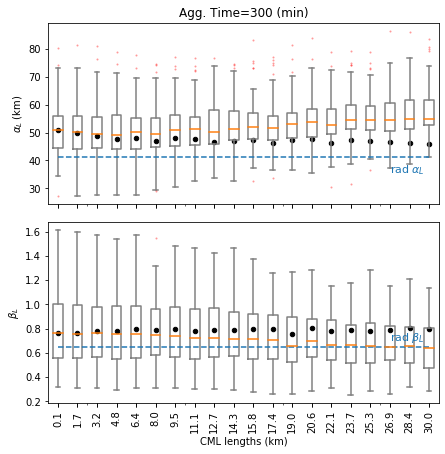 Agg. Time=300 (min)
80
70
60
50
40
30
α_L (km)
rad α_L
1.6
1.4
1.2
1.0
0.8
0.6
0.4
0.2
β_L
rad β_L
0.1 1.7 3.2 4.8 6.4 8.0 9.5 11.1 12.7 14.3 15.8 17.4 19.0 20.6 22.1 23.7 25.3 26.9 28.4 30.0
CML lengths (km)